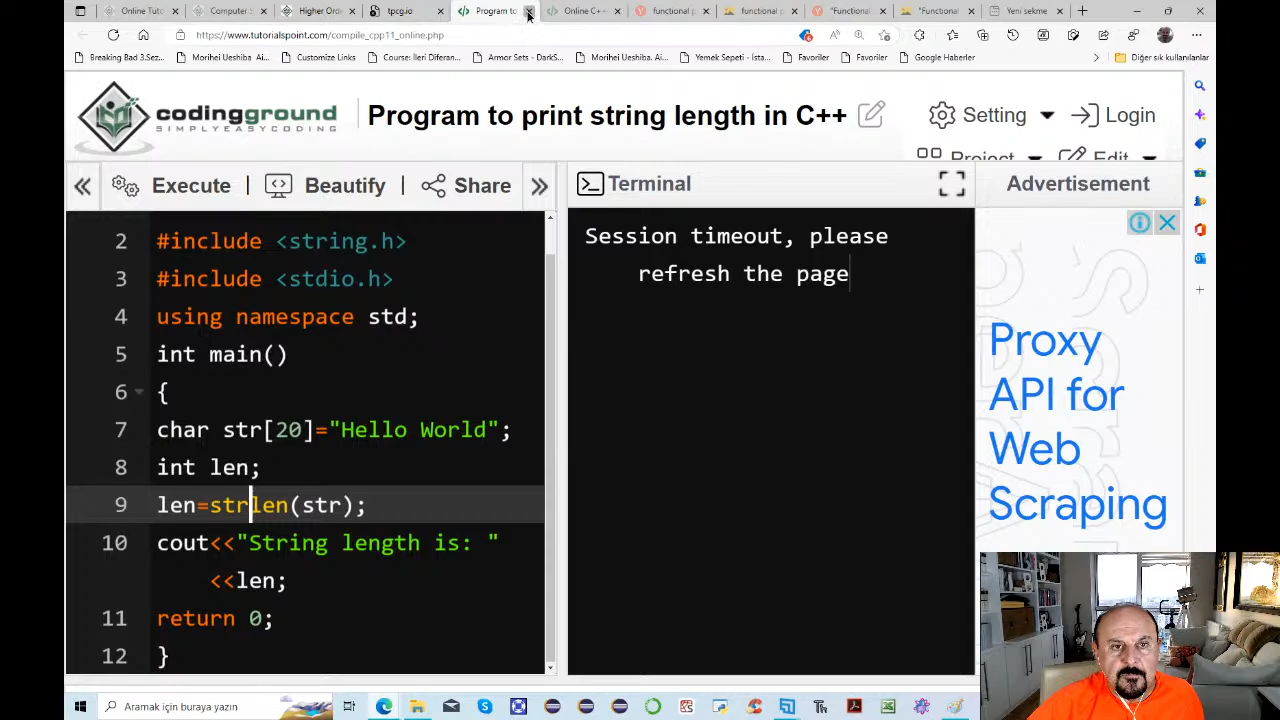 Online Tuto
Computer :
Higher Ord
tpcg.io
Program to
Online C++
functional p
functional p
"Functional
"Functional
Yeni sekme
https://www.tutorialspoint.com/compile_cpp11_online.php
Breaking Bad 3.Sez...
Morihei Ueshiba. Ai...
Customize Links
Course: İleri Diferan...
Armor Sets - DarkS...
Morihei Ueshiba. Ai...
Yemek Sepeti - İsta...
Favoriler
Favoriler
Google Haberler
Diğer sık kullanılanlar
codingground
SIMPLYEASYCODING
Program to print string length in C++
Setting
Login
Project
Edit
Execute
Beautify
Share
Terminal
Advertisement
2 #include <string.h>
3 #include <stdio.h>
4 using namespace std;
5 int main()
6 {
7 char str[20]="Hello World";
8 int len;
9 len=strlen(str);
10 cout<<"String length is: "
<<len;
11 return 0;
12 }
Session timeout, please
refresh the page
Proxy
API for
Web
Scraping
Aramak için buraya yazın